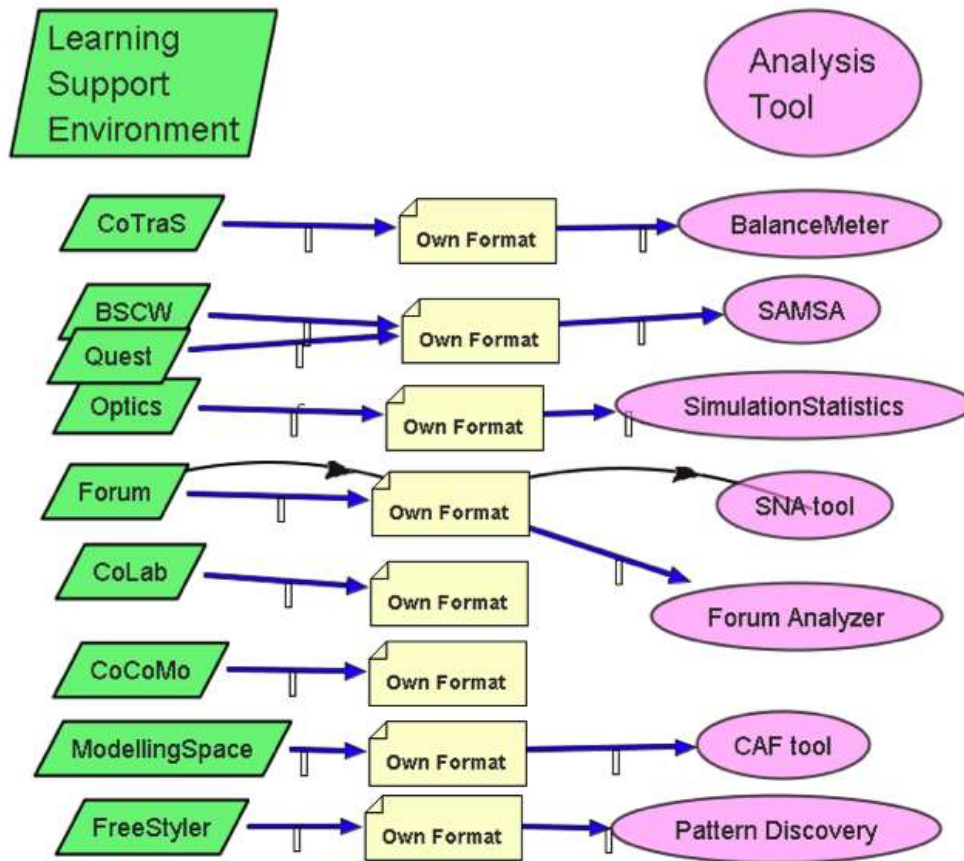 Learning
Support
Environment
Analysis
Tool
CoTraS
Own Format
BalanceMeter
BSCW
Quest
Own Format
SAMSA
Optics
Own Format
SimulationStatistics
Forum
Own Format
SNA tool
Forum Analyzer
CoLab
Own Format
CoCoMo
Own Format
ModellingSpace
Own Format
CAF tool
FreeStyler
Own Format
Pattern Discovery